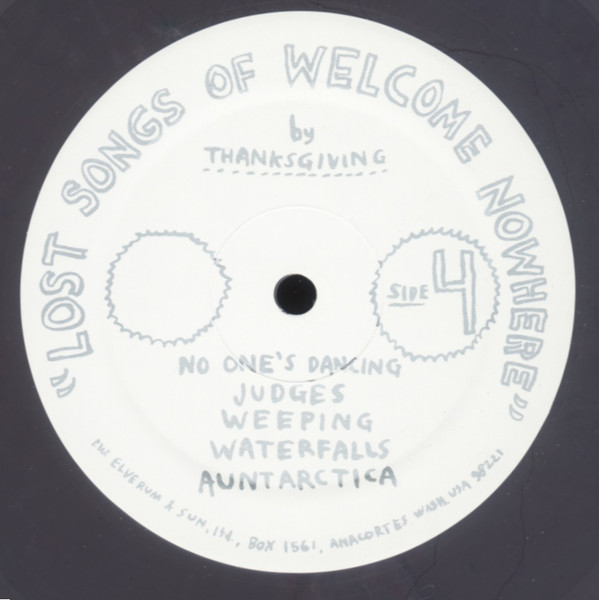 "LOST SONGS OF WELCOME NOWHERE"
by
THANKSGIVING
SIDE 4
NO ONE'S DANCING
JUDGES
WEEPING
WATERFALLS
AUNTARCTICA
P.W. ELVERUM & SUN, ltd., BOX 1561, ANACORTES WASH. USA 98221